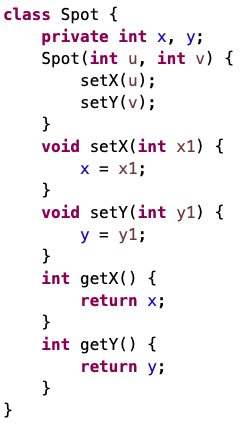 class Spot {
    private int x, y;
    Spot(int u, int v) {
        setX(u);
        setY(v);
    }
    void setX(int x1) {
        x = x1;
    }
    void setY(int y1) {
        y = y1;
    }
    int getX() {
        return x;
    }
    int getY() {
        return y;
    }
}